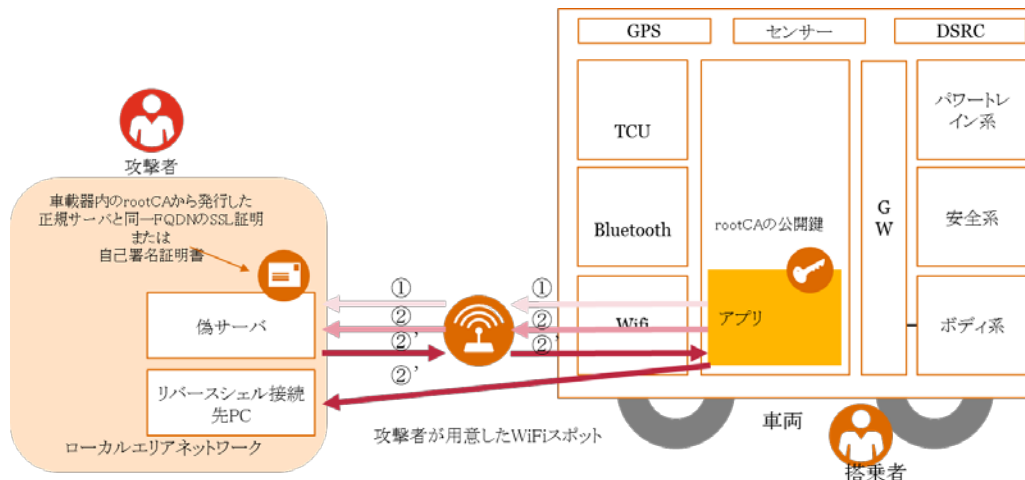 GPS
センサー
DSRC
攻撃者
車載器内のrootCAから発行した
正規サーバと同一FQDNのSSL証明
または
自己署名証明書
TCU
パワートレ
イン系
Bluetooth
rootCAの公開鍵
G
W
安全系
①
①
偽サーバ
②
②
Wifi
アプリ
ボディ系
②’
②’
②’
リバースシェル接続
先PC
ローカルエリアネットワーク
攻撃者が用意したWiFiスポット
車両
搭乗者